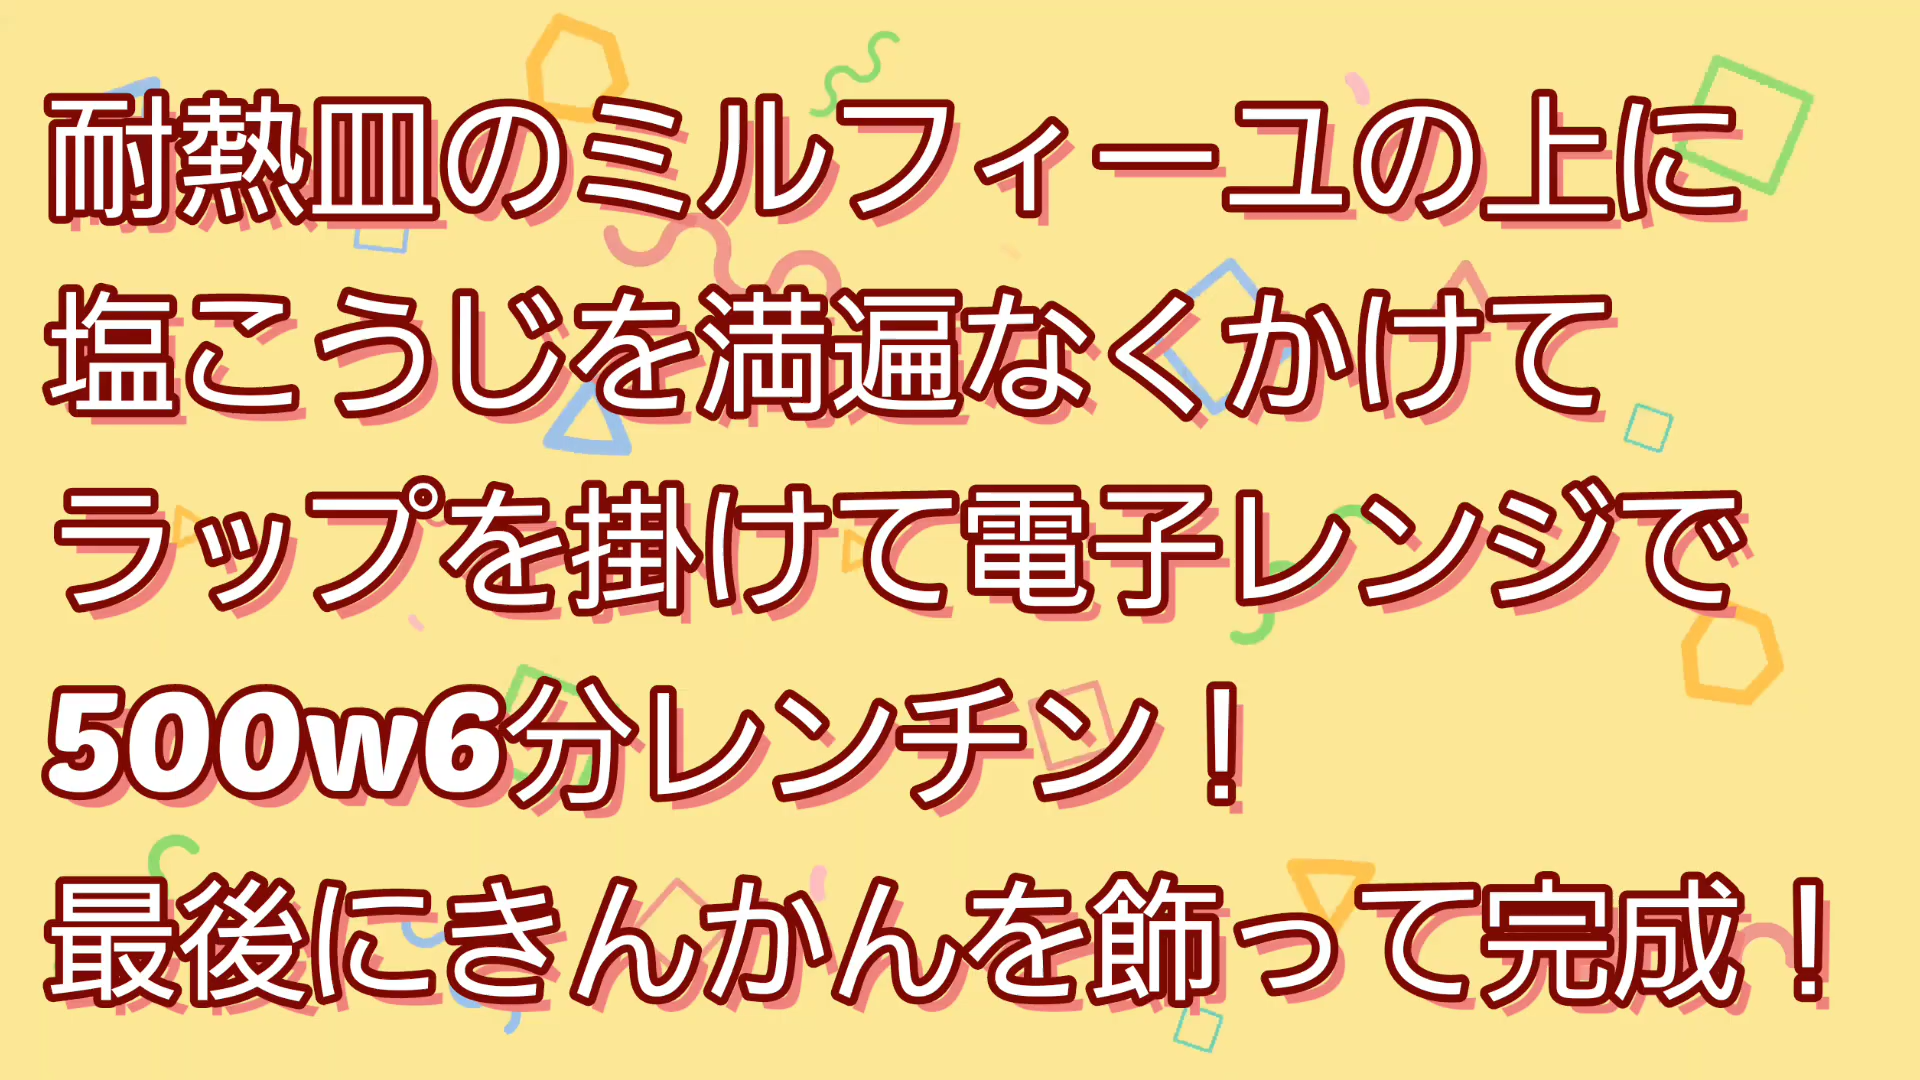 耐熱皿のミルフィーユの上に
塩こうじを満遍なくかけて
ラップを掛けて電子レンジで
500w6分レンチン！
最後にきんかんを飾って完成！